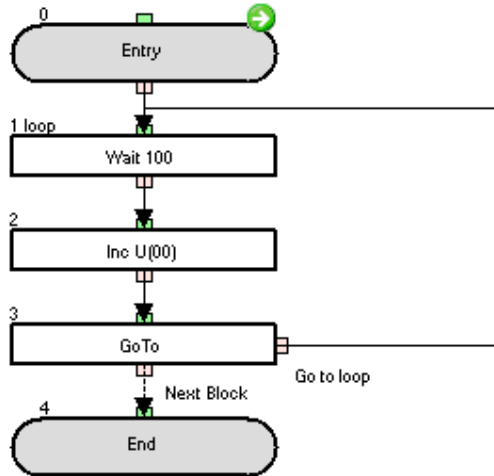 0
Entry
1 loop
Wait 100
2
Inc U(00)
3
GoTo
Go to loop
Next Block
4
End